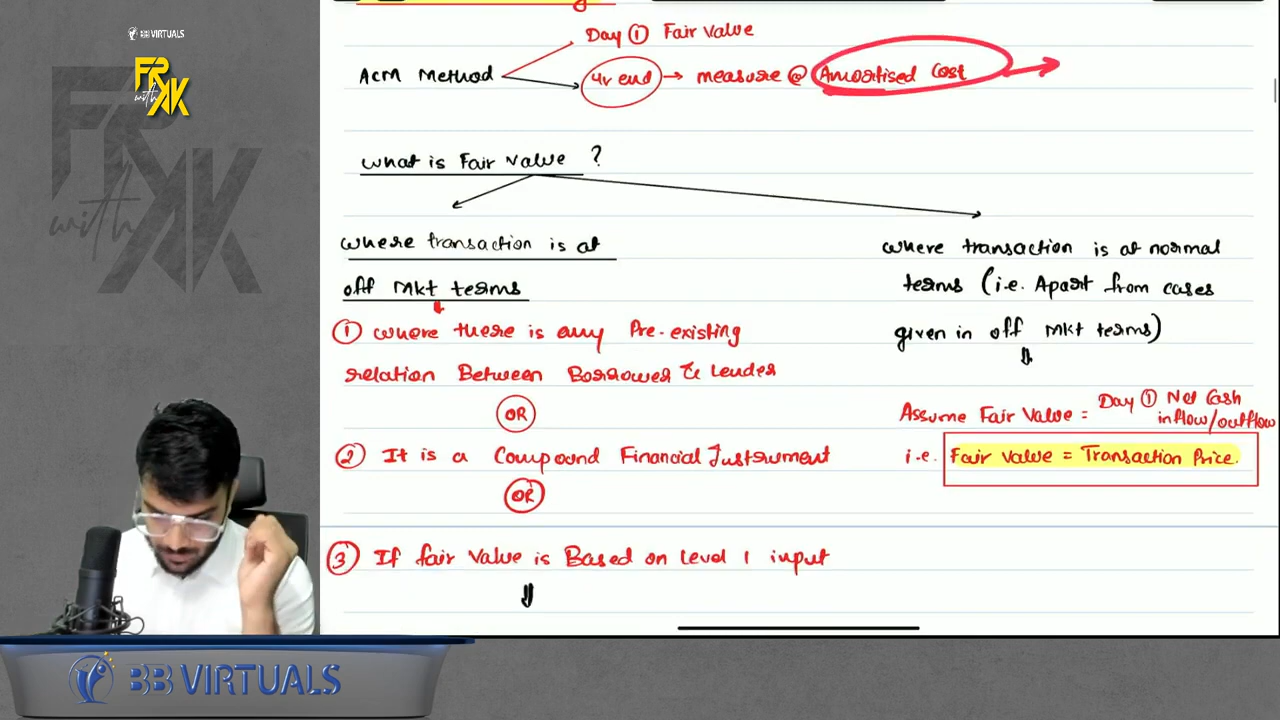 BB VIRTUALS
FR
with
AK
FR
with
AK
Day ① Fair Value
ACM Method
Yr end → measure @ Amortised Cost
What is Fair Value ?
where transaction is at
off Mkt terms
① where there is any Pre-existing
relation Between Borrower & Lender
OR
② It is a Compound Financial Instrument
OR
③ If fair value is Based on level 1 input
where transaction is at normal
terms (i.e. Apart from cases
given in off Mkt terms)
Assume Fair Value = Day ① Net Cash
inflow/outflow
i.e. Fair Value = Transaction Price.
BB VIRTUALS